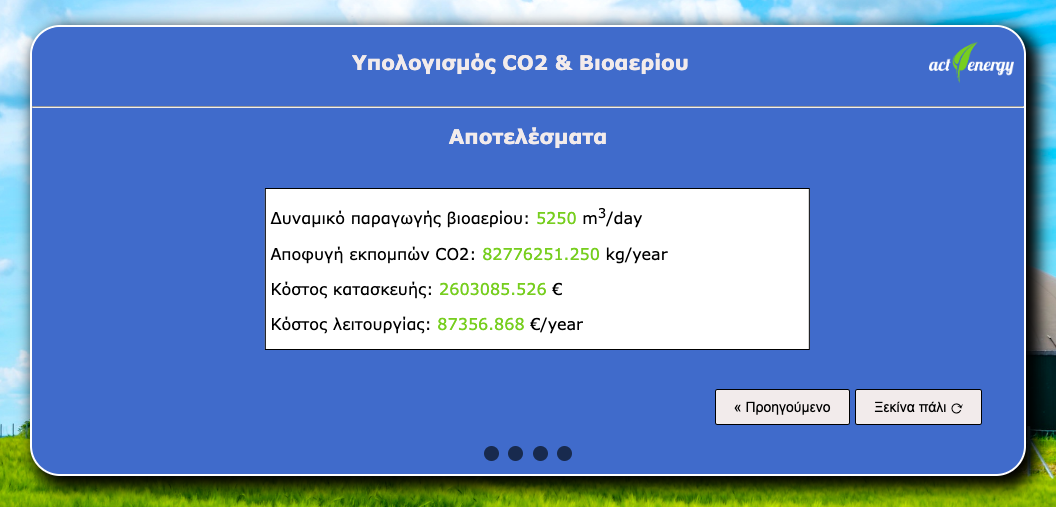 Υπολογισμός CO2 & Βιοαερίου
act energy
Αποτελέσματα
Δυναμικό παραγωγής βιοαερίου: 5250 m³/day
Αποφυγή εκπομπών CO2: 82776251.250 kg/year
Κόστος κατασκευής: 2603085.526 €
Κόστος λειτουργίας: 87356.868 €/year
« Προηγούμενο
Ξεκίνα πάλι